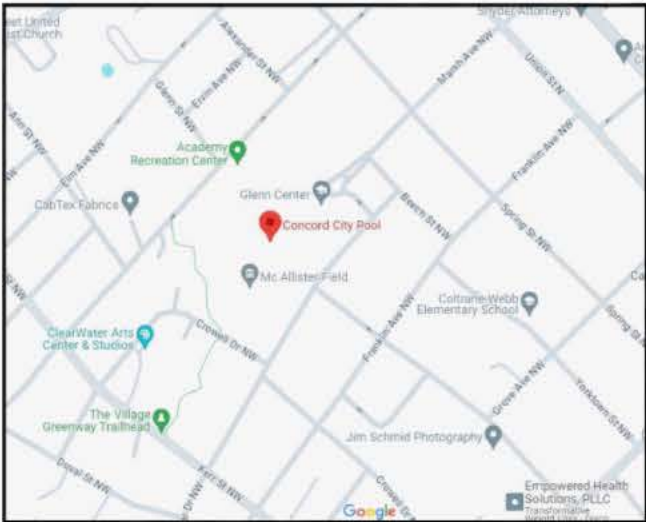 Snyder Attorneys
Alexander St NW
Errin Ave NW
Glenn St NW
Marsh Ave NW
Union St N
Ann St NW
Elm Ave NW
Academy
Recreation Center
Franklin Ave NW
CabTex Fabrics
Glenn Center
Concord City Pool
Spring St NW
Mc Allister Field
Coltrane-Webb
Elementary School
ClearWater Arts
Center & Studios
Crowell Dr NW
Franklin Ave NW
Grove Ave NW
Yorktown St NW
The Village
Greenway Trailhead
Jim Schmid Photography
Duval St NW
Kerr St NW
Google
Empowered Health
Solutions, PLLC
Transformative